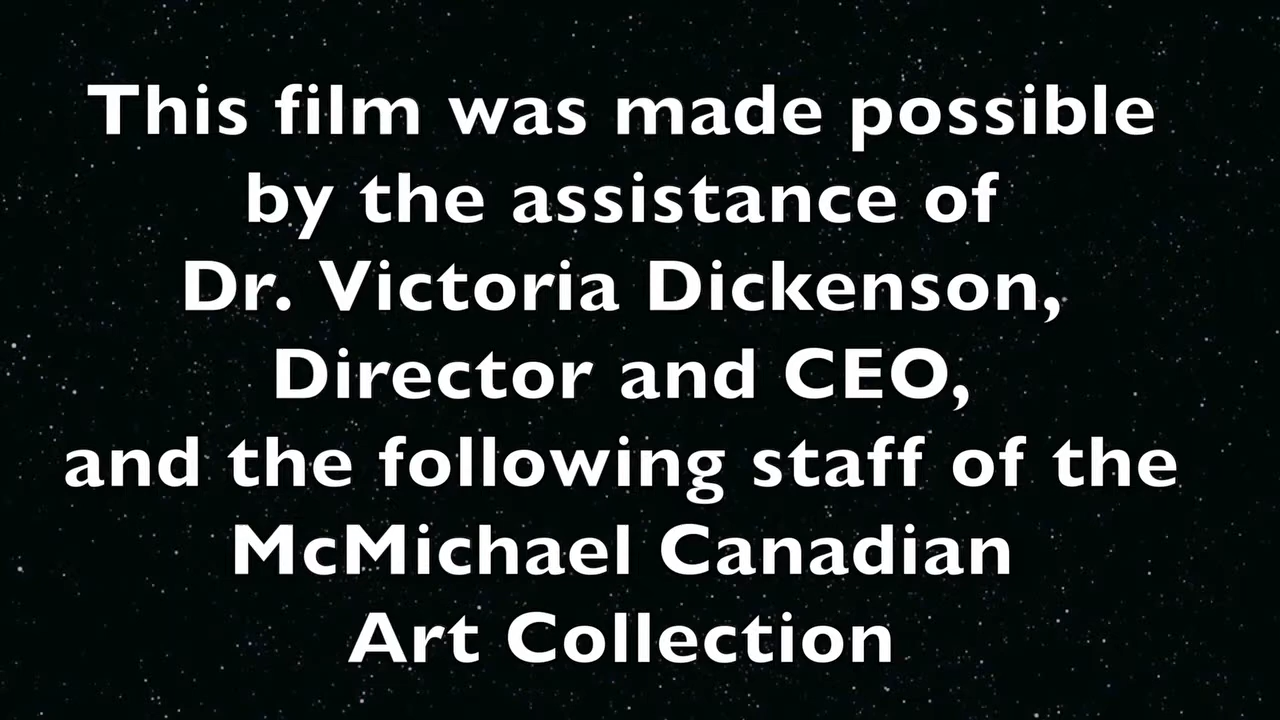 This film was made possible
by the assistance of
Dr. Victoria Dickenson,
Director and CEO,
and the following staff of the
McMichael Canadian
Art Collection